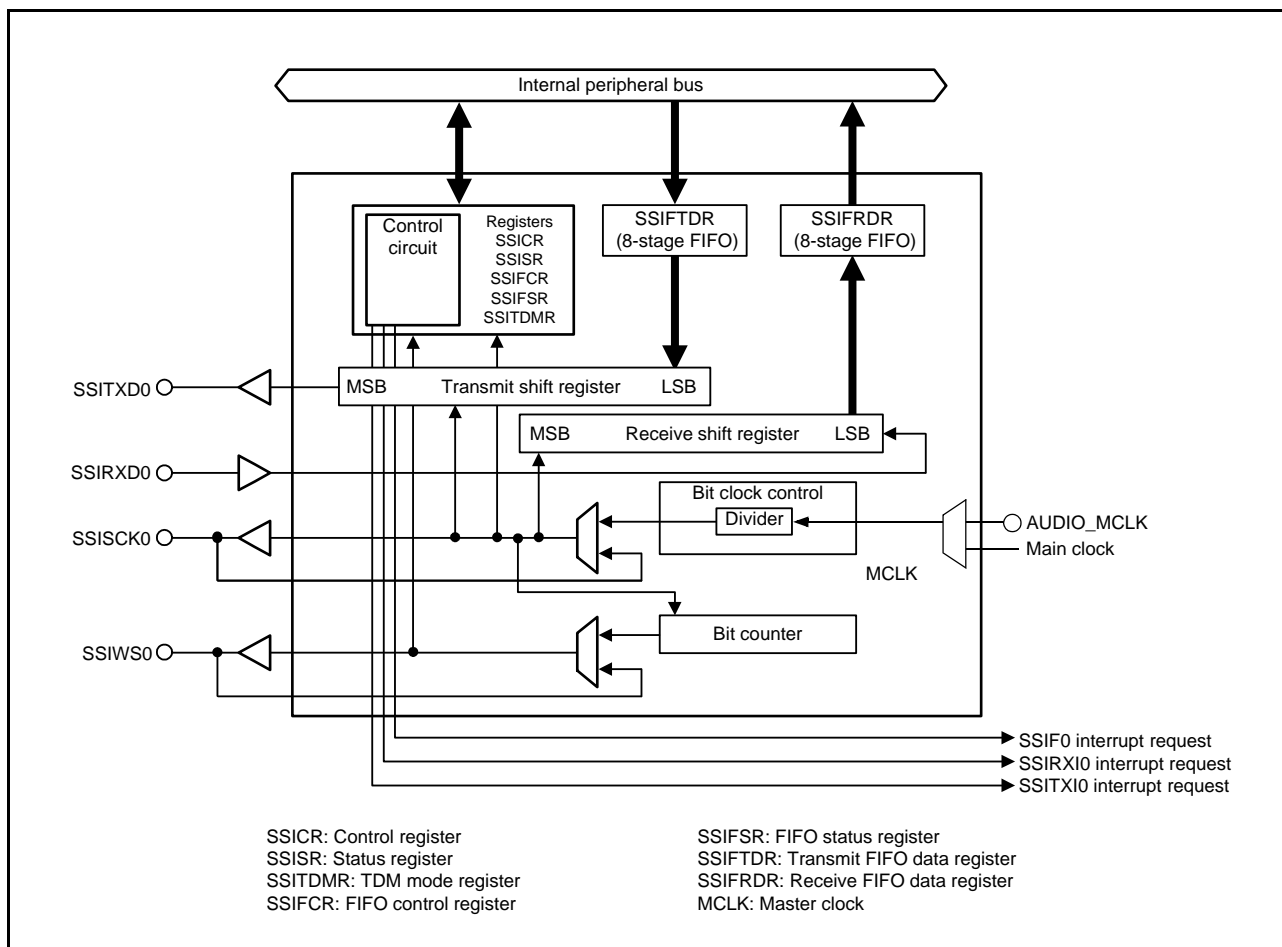 Internal peripheral bus
Control
circuit
Registers
SSICR
SSISR
SSIFCR
SSIFSR
SSITDMR
SSIFTDR
(8-stage FIFO)
SSIFRDR
(8-stage FIFO)
SSITXD0
MSB Transmit shift register LSB
MSB Receive shift register LSB
SSIRXD0
Bit clock control
Divider
SSISCK0
AUDIO_MCLK
Main clock
MCLK
Bit counter
SSIWS0
SSIF0 interrupt request
SSIRXI0 interrupt request
SSITXI0 interrupt request
SSICR: Control register
SSISR: Status register
SSITDMR: TDM mode register
SSIFCR: FIFO control register
SSIFSR: FIFO status register
SSIFTDR: Transmit FIFO data register
SSIFRDR: Receive FIFO data register
MCLK: Master clock